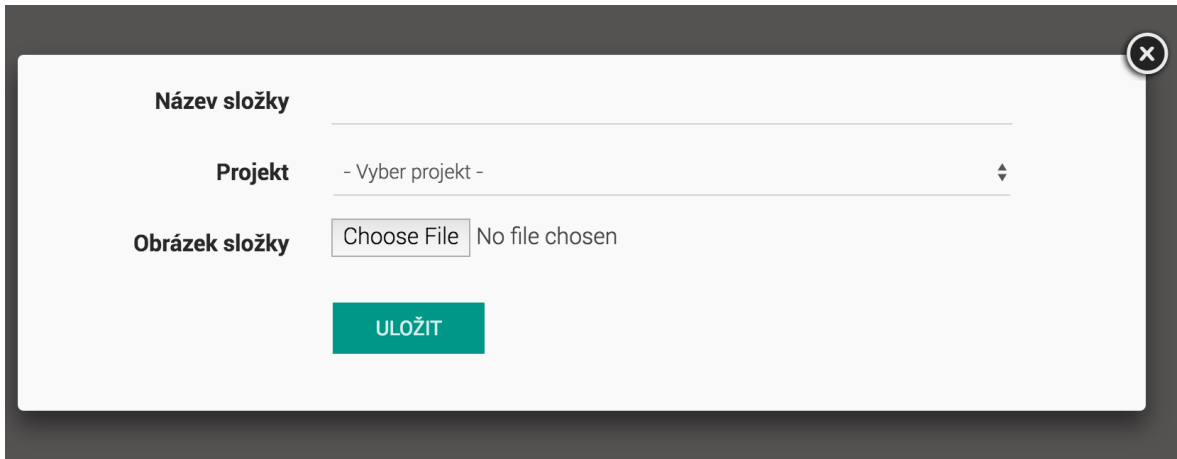 Název složky
Projekt - Vyber projekt -
Obrázek složky Choose File No file chosen
ULOŽIT